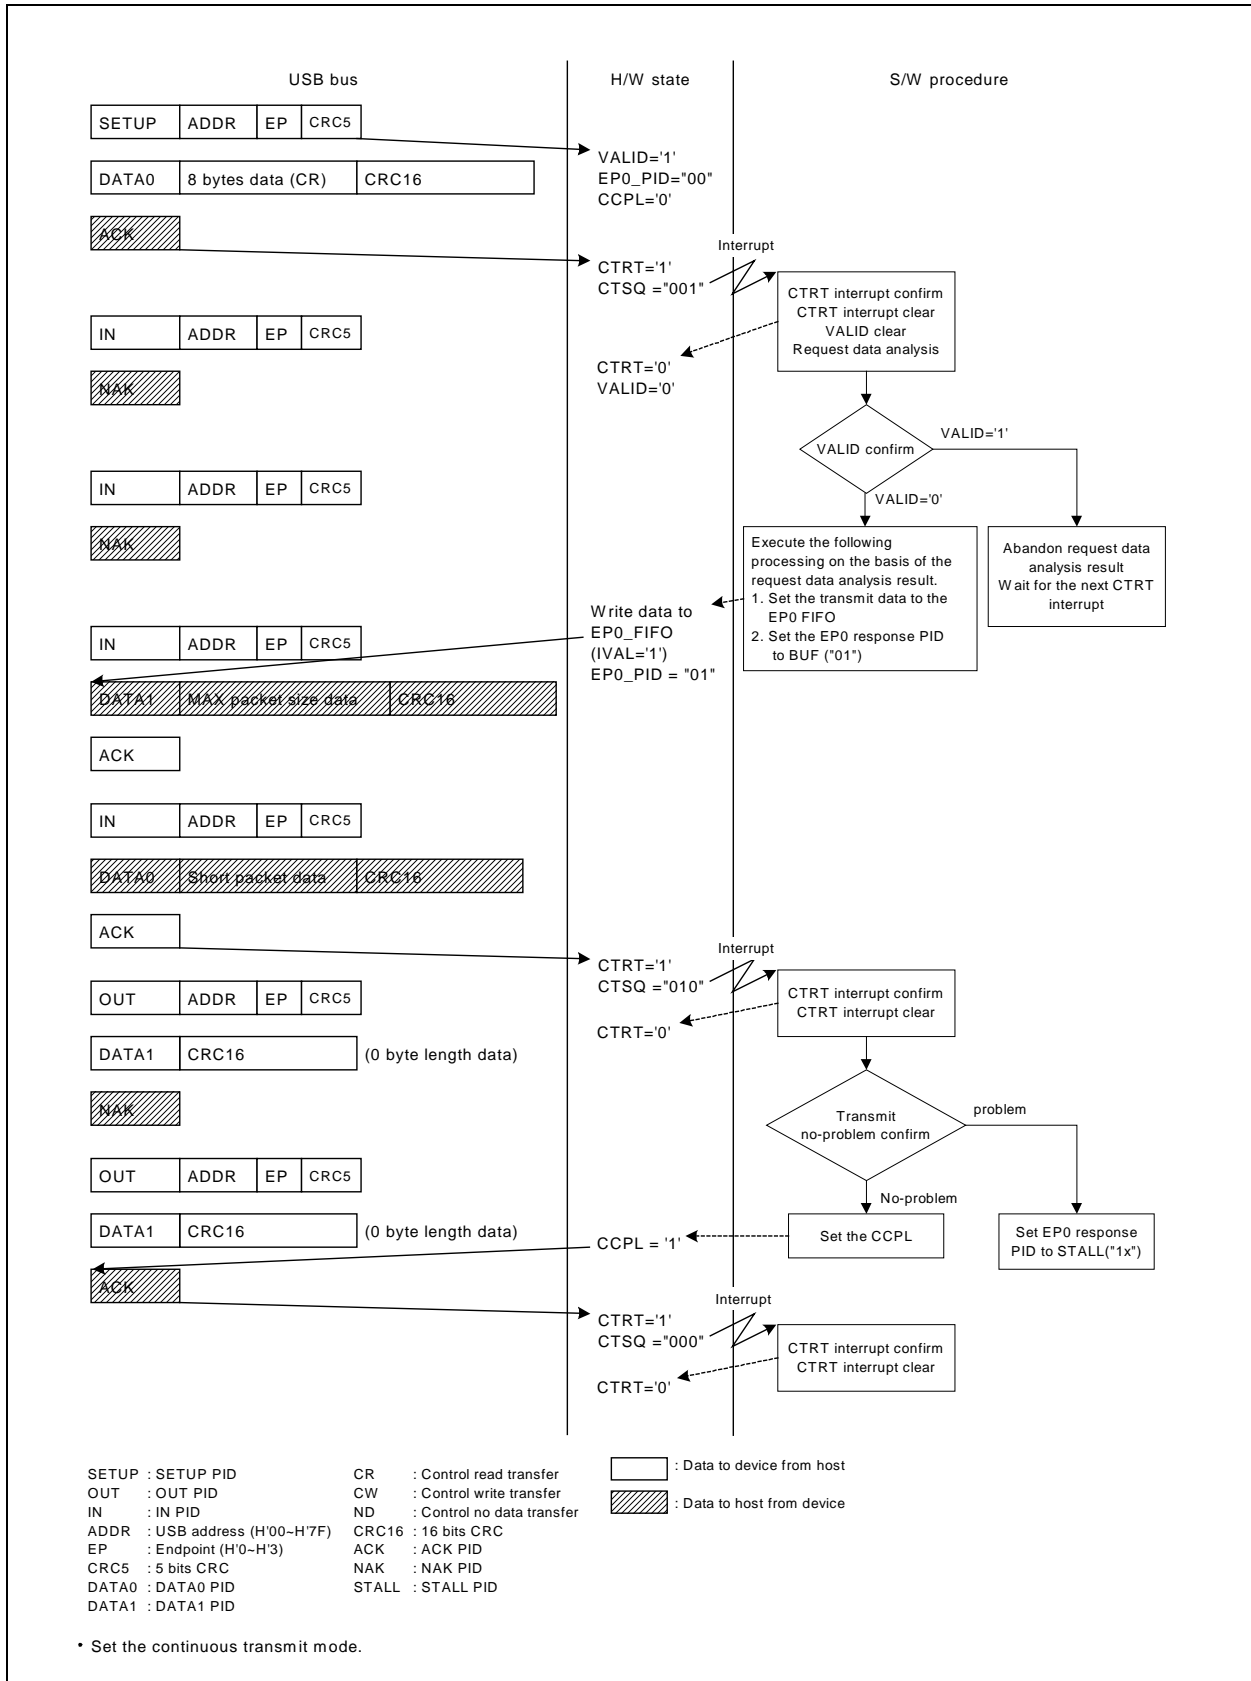 USB bus
H/W state
S/W procedure
SETUP ADDR EP CRC5
VALID='1'
EP0_PID="00"
CCPL='0'
DATA0 8 bytes data (CR) CRC16
ACK
Interrupt
CTRT='1'
CTSQ ="001"
CTRT interrupt confirm
CTRT interrupt clear
VALID clear
Request data analysis
IN ADDR EP CRC5
CTRT='0'
VALID='0'
NAK
VALID confirm
VALID='1'
VALID='0'
IN ADDR EP CRC5
NAK
Execute the following
processing on the basis of the
request data analysis result.
1. Set the transmit data to the
EP0 FIFO
2. Set the EP0 response PID
to BUF ("01")
Abandon request data
analysis result
Wait for the next CTRT
interrupt
Write data to
EP0_FIFO
(IVAL='1')
EP0_PID = "01"
IN ADDR EP CRC5
DATA1 MAX packet size data CRC16
ACK
IN ADDR EP CRC5
DATA0 Short packet data CRC16
ACK
Interrupt
CTRT='1'
CTSQ ="010"
CTRT interrupt confirm
CTRT interrupt clear
OUT ADDR EP CRC5
CTRT='0'
DATA1 CRC16 (0 byte length data)
NAK
Transmit
no-problem confirm
problem
No-problem
OUT ADDR EP CRC5
DATA1 CRC16 (0 byte length data)
CCPL = '1'
Set the CCPL
Set EP0 response
PID to STALL("1x")
ACK
Interrupt
CTRT='1'
CTSQ ="000"
CTRT interrupt confirm
CTRT interrupt clear
CTRT='0'
SETUP : SETUP PID
OUT : OUT PID
IN : IN PID
ADDR : USB address (H'00~H'7F)
EP : Endpoint (H'0~H'3)
CRC5 : 5 bits CRC
DATA0 : DATA0 PID
DATA1 : DATA1 PID
CR : Control read transfer
CW : Control write transfer
ND : Control no data transfer
CRC16 : 16 bits CRC
ACK : ACK PID
NAK : NAK PID
STALL : STALL PID
: Data to device from host
: Data to host from device
• Set the continuous transmit mode.